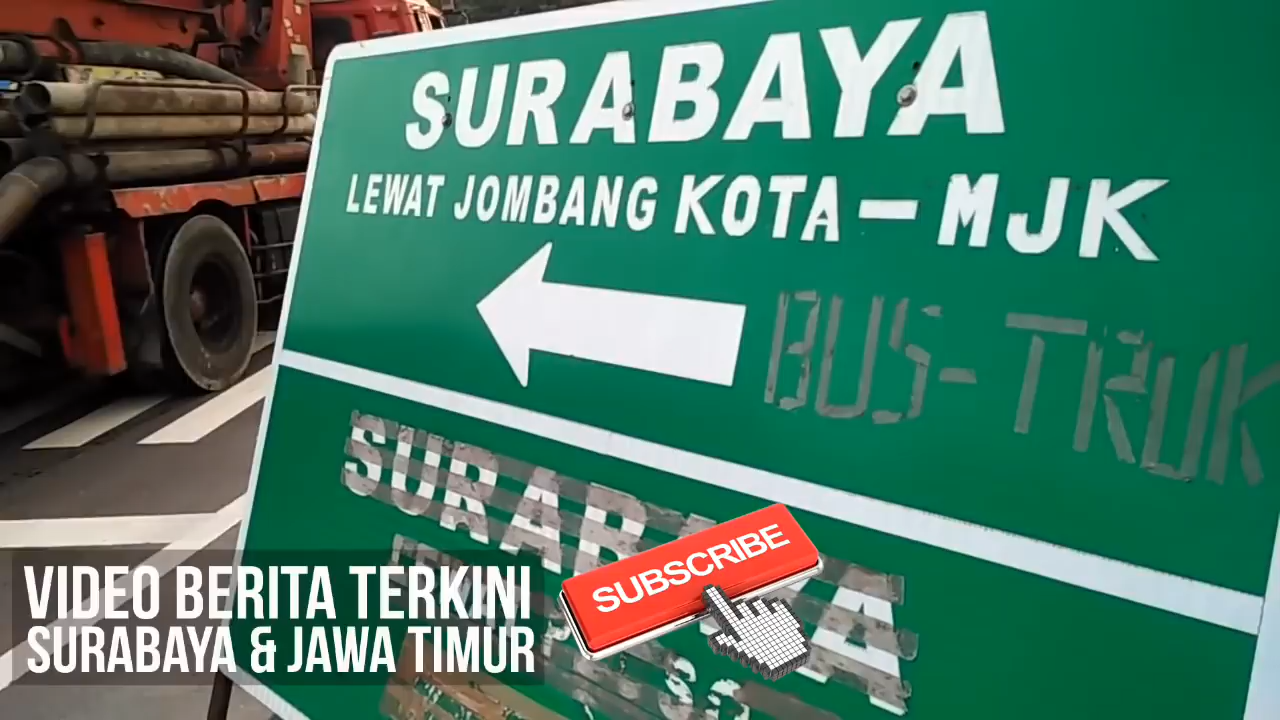 SURABAYA
LEWAT JOMBANG KOTA - MJK
BUS-TRUK
SURABAYA
SUBSCRIBE
VIDEO BERITA TERKINI
SURABAYA & JAWA TIMUR